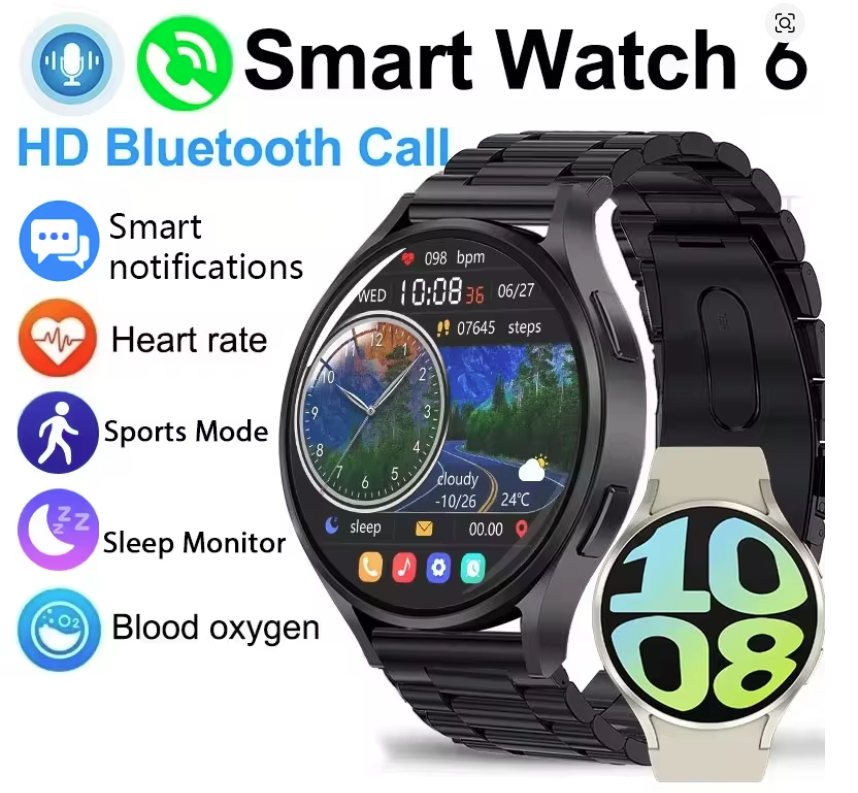 Smart Watch 6
HD Bluetooth Call
Smart
notifications
Heart rate
Sports Mode
Sleep Monitor
Blood oxygen
098 bpm
WED 10:08 36 06/27
07645 steps
12
1
2
3
4
5
6
7
8
9
10
11
cloudy
-10/26 24℃
sleep 00.00
10
08
zzz
O2